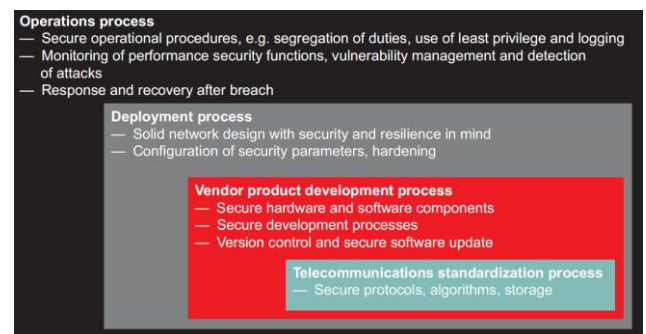 Operations process
— Secure operational procedures, e.g. segregation of duties, use of least privilege and logging
— Monitoring of performance security functions, vulnerability management and detection
of attacks
— Response and recovery after breach
Deployment process
— Solid network design with security and resilience in mind
— Configuration of security parameters, hardening
Vendor product development process
— Secure hardware and software components
— Secure development processes
— Version control and secure software update
Telecommunications standardization process
— Secure protocols, algorithms, storage